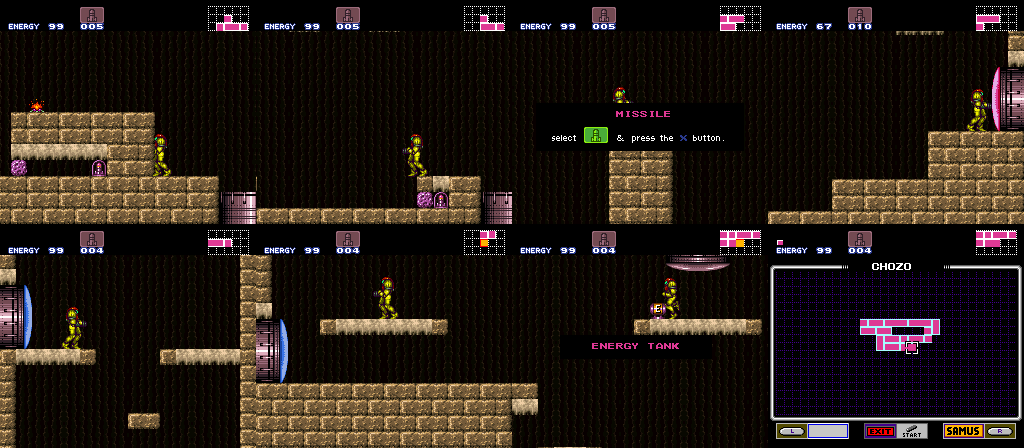 ENERGY 99 005
ENERGY 99 005
ENERGY 99 005
ENERGY 67 010
MISSILE
select & press the X button.
ENERGY 99 004
ENERGY 99 004
ENERGY 99 004
ENERGY 99 004
E
ENERGY TANK
CHOZO
L
EXIT
START
SAMUS
R